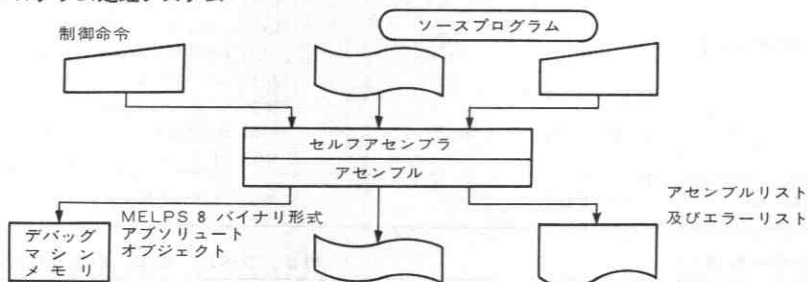 ソースプログラム
制御命令
セルフアセンブラ
アセンブル
アセンブルリスト
及びエラーリスト
MELPS 8 バイナリ形式
アブソリュート
オブジェクト
デバッグ
マシン
メモリ